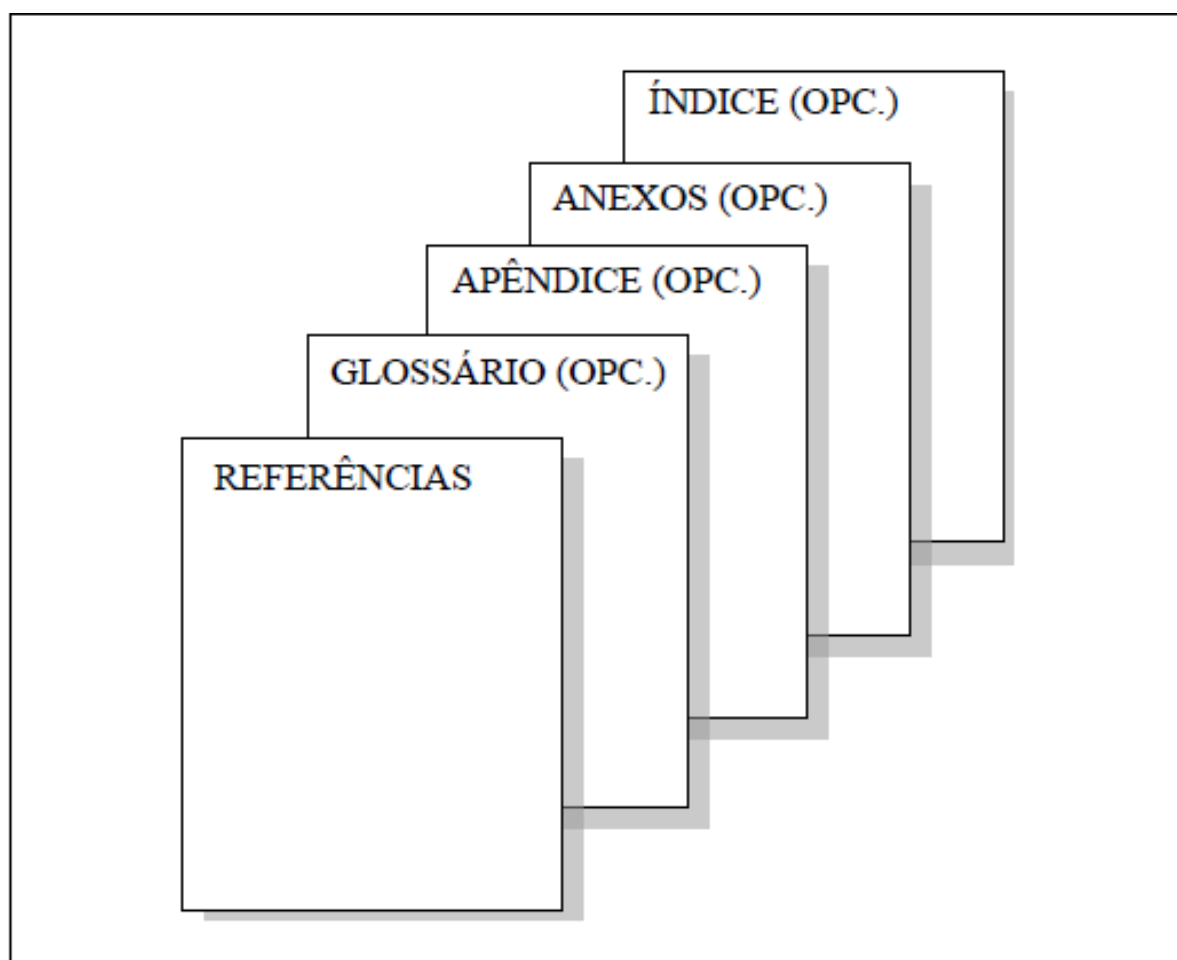 ÍNDICE (OPC.)
ANEXOS (OPC.)
APÊNDICE (OPC.)
GLOSSÁRIO (OPC.)
REFERÊNCIAS